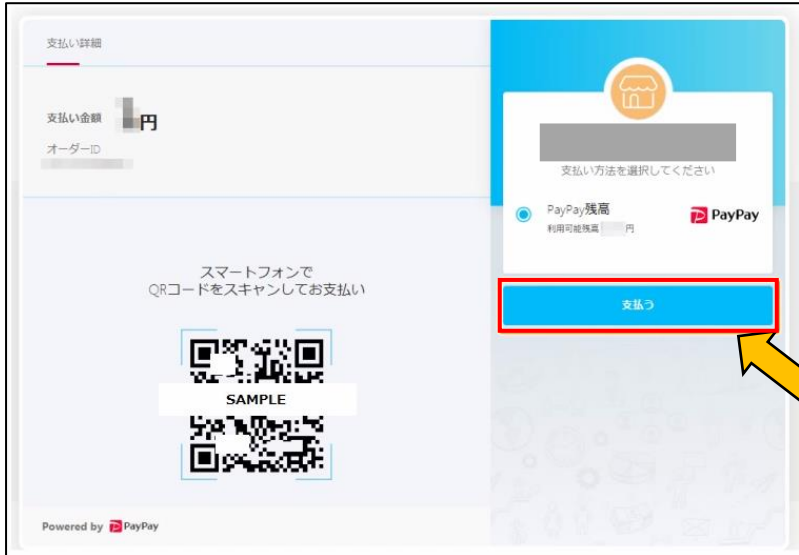 支払い詳細
支払い金額 円
オーダーID
スマートフォンで
QRコードをスキャンしてお支払い
SAMPLE
Powered by PayPay
支払い方法を選択してください
PayPay残高
PayPay
利用可能残高 円
支払う